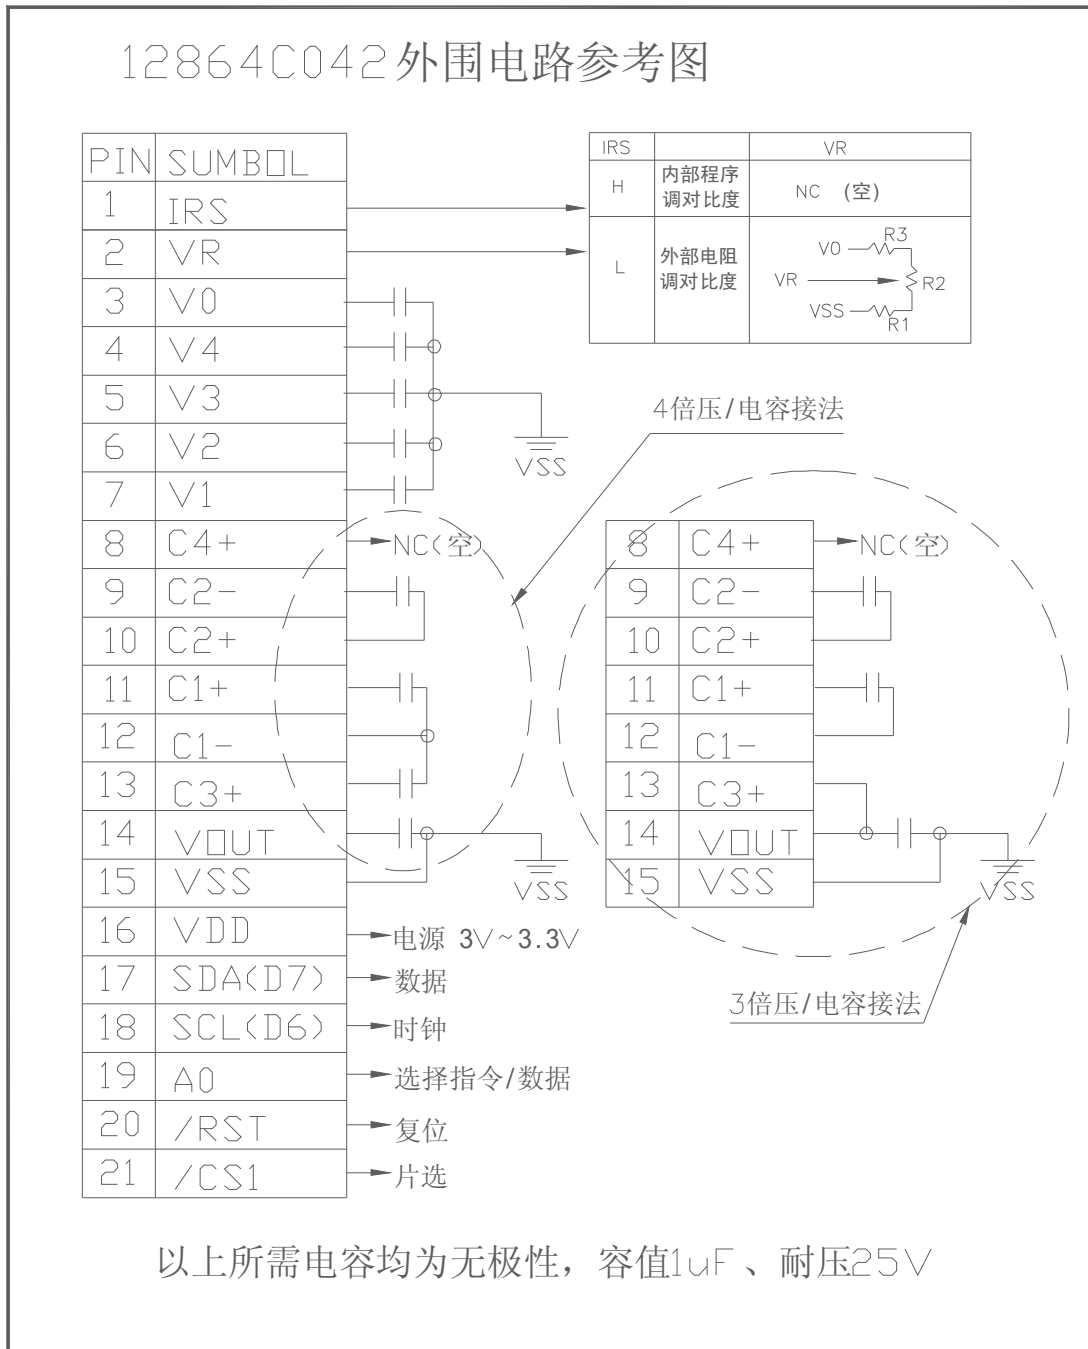 12864C042外围电路参考图
PIN SUMBOL
1 IRS
2 VR
3 V0
4 V4
5 V3
6 V2
7 V1
8 C4+
9 C2-
10 C2+
11 C1+
12 C1-
13 C3+
14 VOUT
15 VSS
16 VDD
17 SDA(D7)
18 SCL(D6)
19 A0
20 /RST
21 /CS1
IRS VR
H 内部程序
调对比度 NC (空)
L 外部电阻
调对比度
V0 R3
VR R2
VSS R1
VSS
4倍压/电容接法
NC(空)
VSS
电源 3V~3.3V
数据
时钟
选择指令/数据
复位
片选
8 C4+ NC(空)
9 C2-
10 C2+
11 C1+
12 C1-
13 C3+
14 VOUT
15 VSS
VSS
3倍压/电容接法
以上所需电容均为无极性，容值1uF、耐压25V